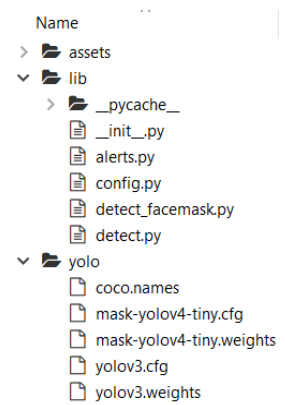 Name
assets
lib
__pycache__
__init__.py
alerts.py
config.py
detect_facemask.py
detect.py
yolo
coco.names
mask-yolov4-tiny.cfg
mask-yolov4-tiny.weights
yolov3.cfg
yolov3.weights